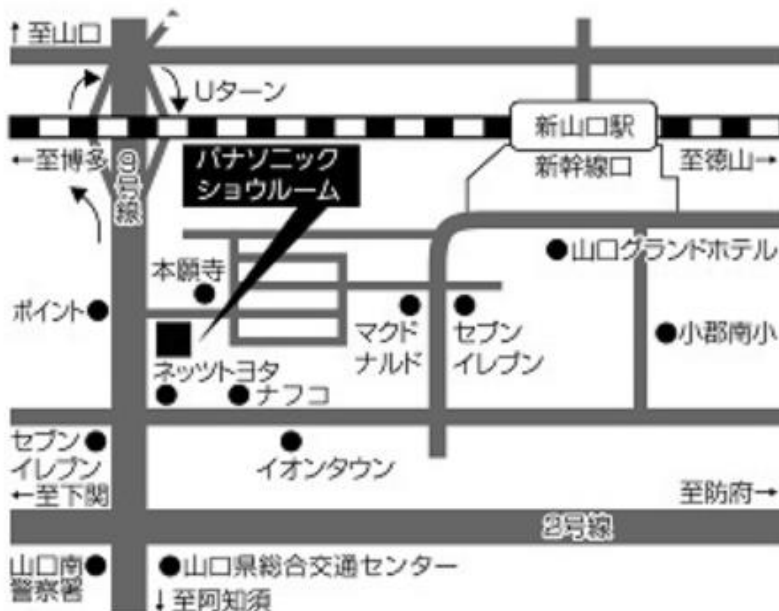 ↑至山口
Uターン
新山口駅
←至博多
9号線
パナソニック
ショウルーム
新幹線口
至徳山→
本願寺
山口グランドホテル
ポイント
マクド
ナルド
セブン
イレブン
小郡南小
ネッツトヨタ
ナフコ
セブン
イレブン
イオンタウン
←至下関
至防府→
2号線
山口南
警察署
山口県総合交通センター
↓至阿知須